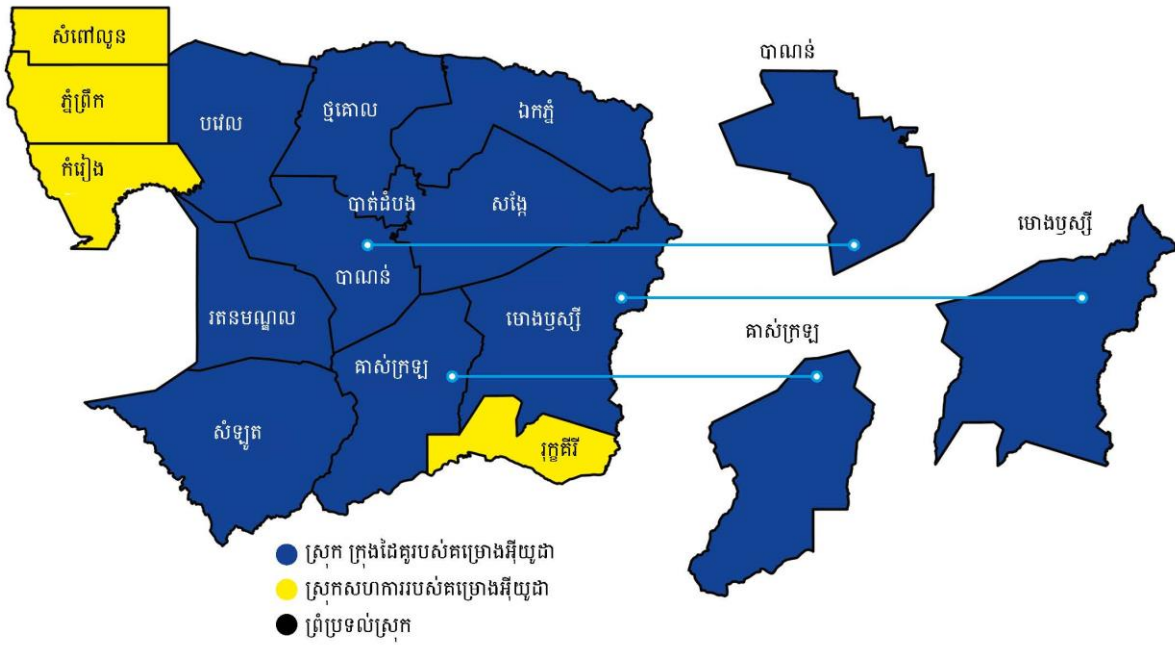 សំពៅលូន
ភ្នំព្រឹក
កំរៀង
បវេល
ថ្មគោល
ឯកភ្នំ
បាត់ដំបង
សង្កែ
បាណន់
រតនមណ្ឌល
មោងឫស្សី
គាស់ក្រឡ
សំឡូត
រុក្ខគីរី
បាណន់
មោងឫស្សី
គាស់ក្រឡ
ស្រុក ក្រុងដៃគូរបស់គម្រោងអ៊ីយូដា
ស្រុកសហការរបស់គម្រោងអ៊ីយូដា
ព្រំប្រទល់ស្រុក